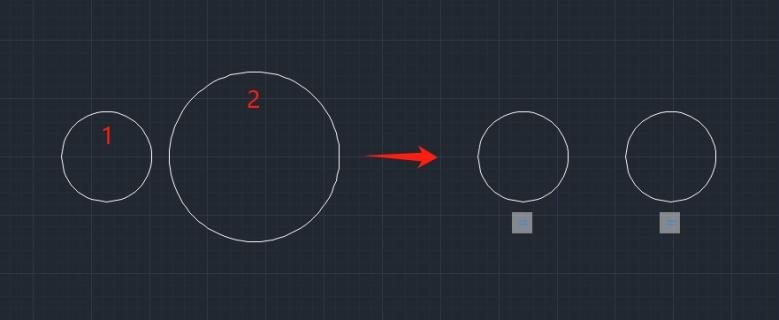 1
2
=
=